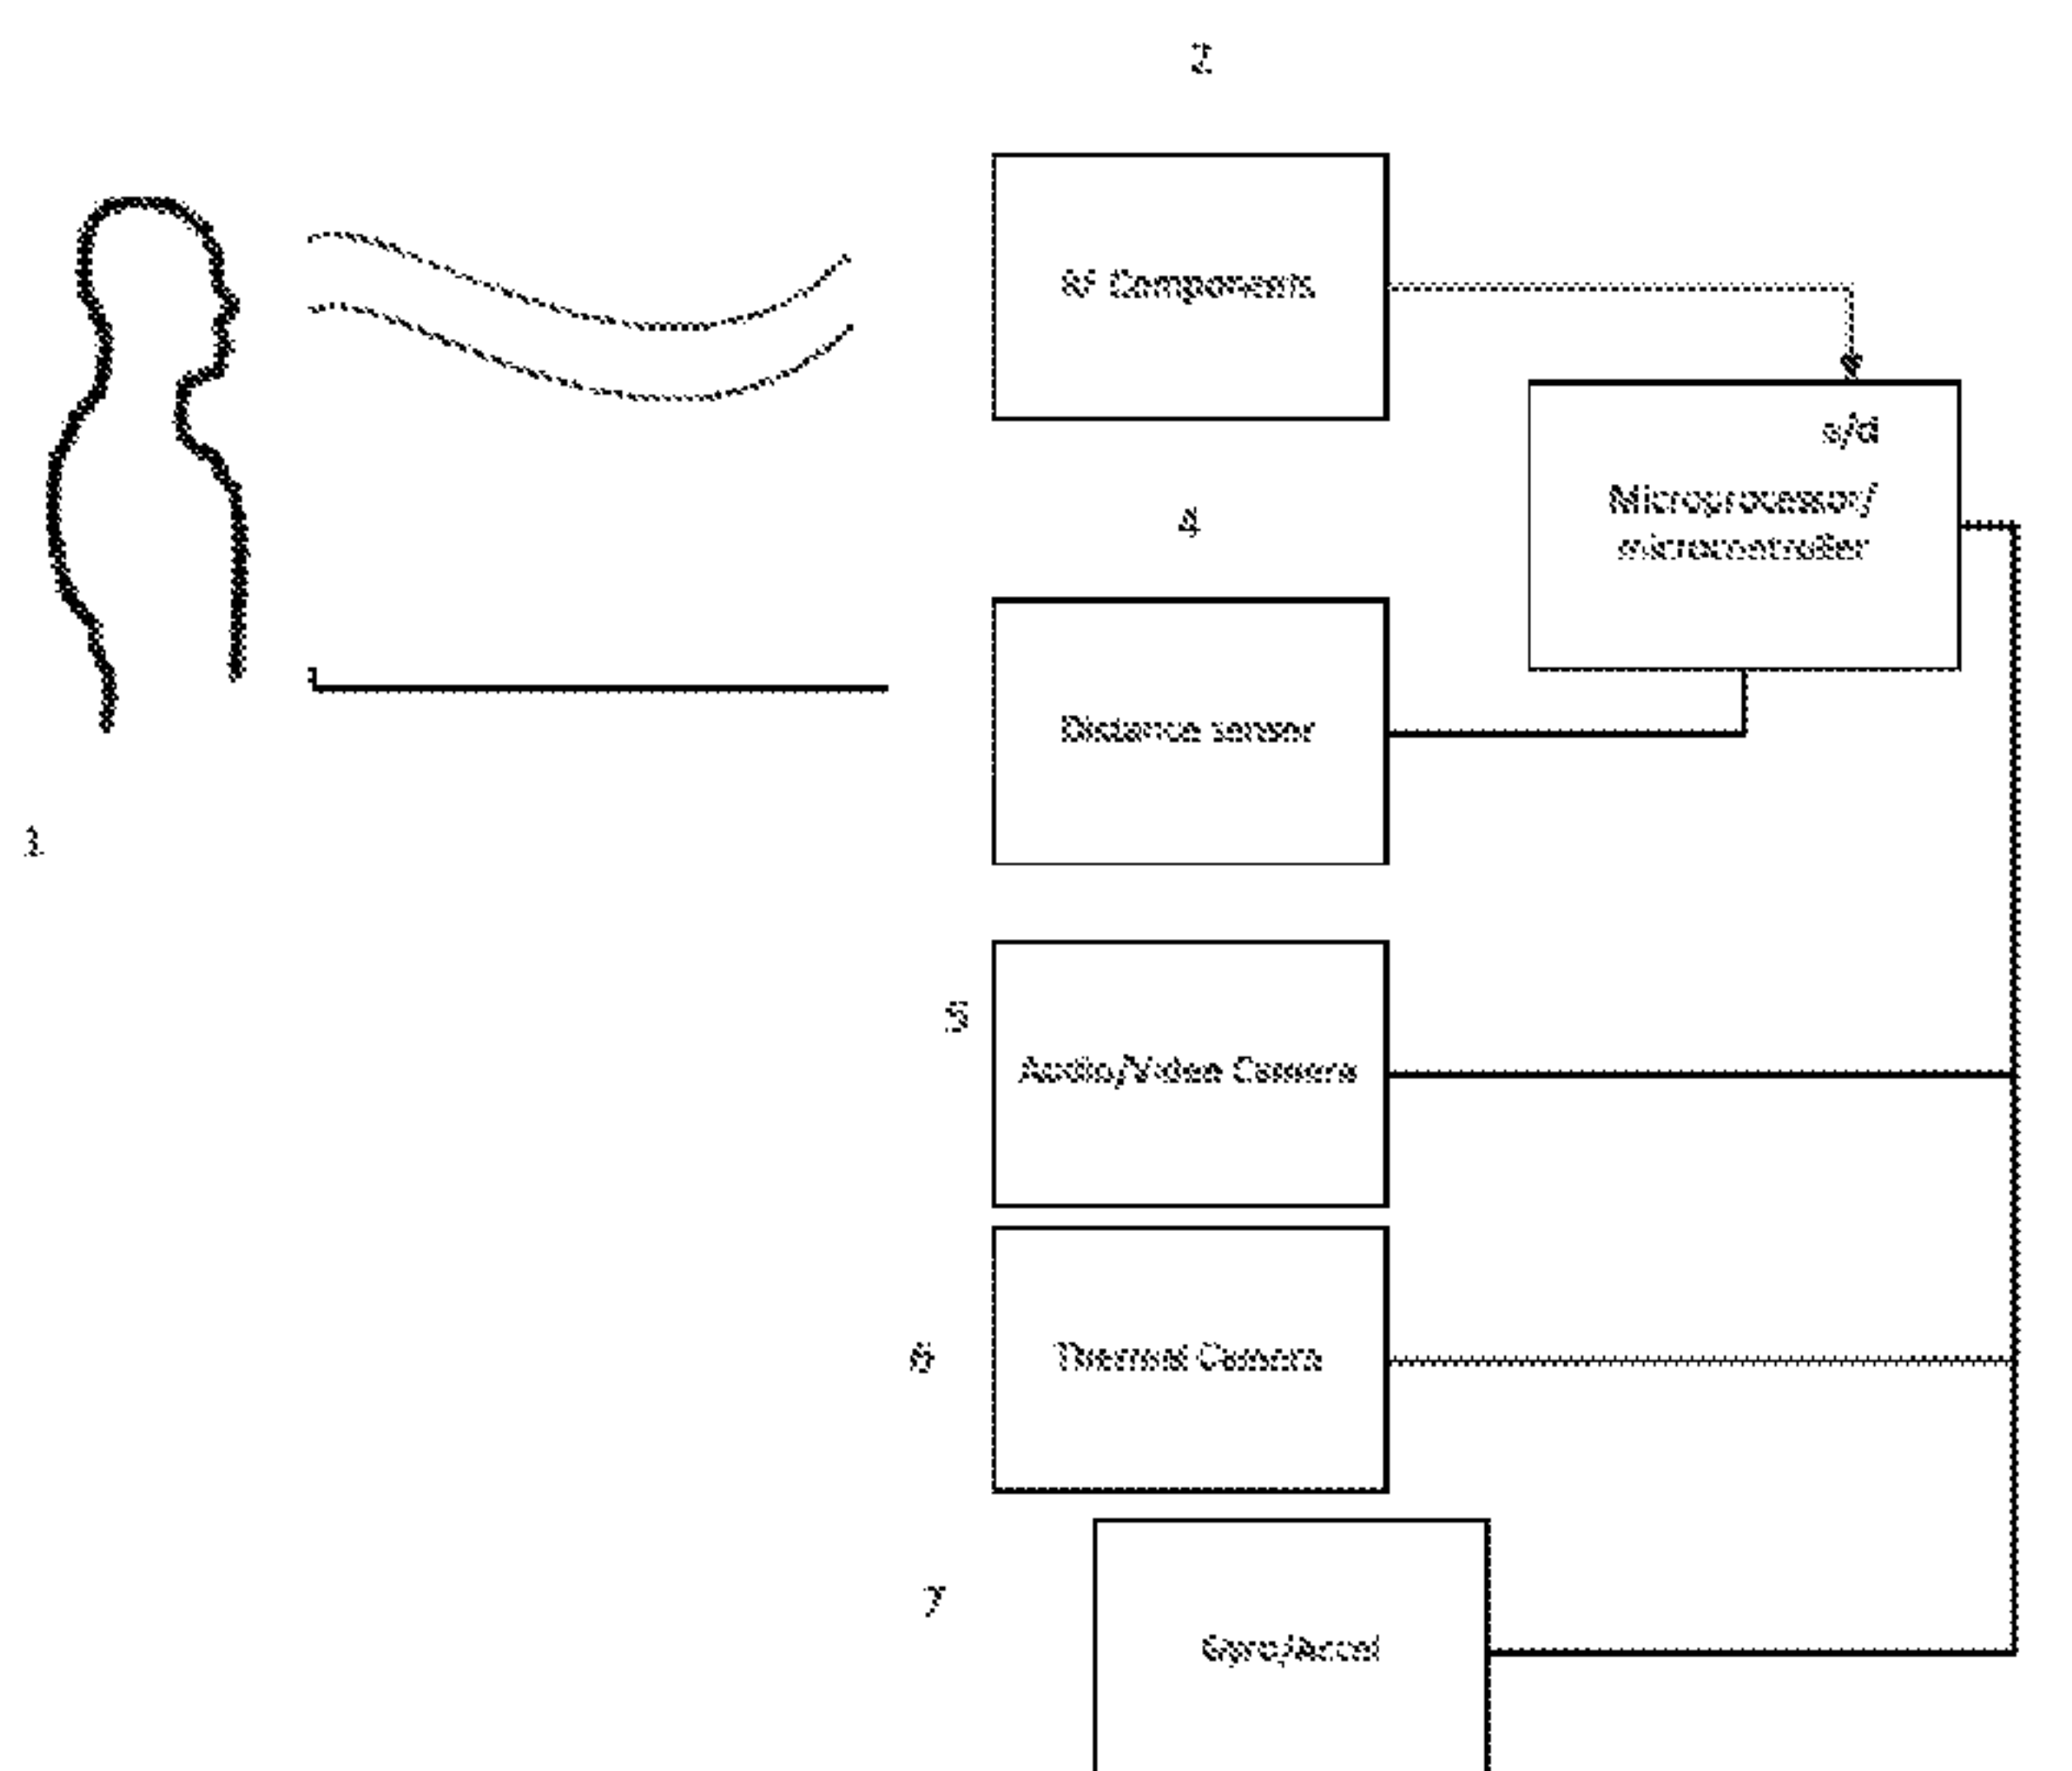 2
RF Components
a/d
Microprocessor/
microcontroller
4
Distance sensor
1
5
Audio/Video Camera
6
Thermal Camera
7
Gyro/Accel